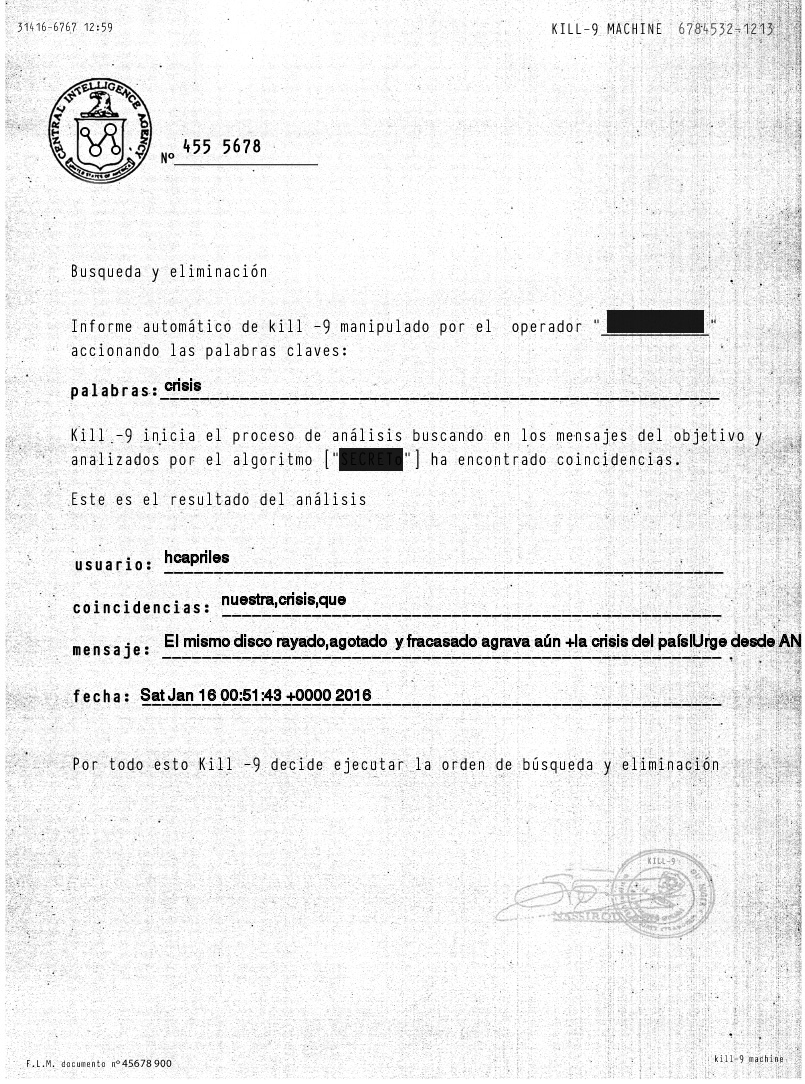 31416-6767 12:59
KILL-9 MACHINE 6784532-1213
CENTRAL INTELLIGENCE AGENCY
UNITED STATES OF AMERICA
Nº 455 5678
Busqueda y eliminación
Informe automático de kill -9 manipulado por el operador " "
accionando las palabras claves:
palabras: crisis
Kill -9 inicia el proceso de análisis buscando en los mensajes del objetivo y
analizados por el algoritmo ["SECRETo"] ha encontrado coincidencias.
Este es el resultado del análisis
usuario: hcapriles
coincidencias: nuestra,crisis,que
mensaje: El mismo disco rayado,agotado y fracasado agrava aún +la crisis del país!Urge desde AN
fecha: Sat Jan 16 00:51:43 +0000 2016
Por todo esto Kill -9 decide ejecutar la orden de búsqueda y eliminación
KILL-9
F.L.M. documento nº 45678 900
kill-9 machine